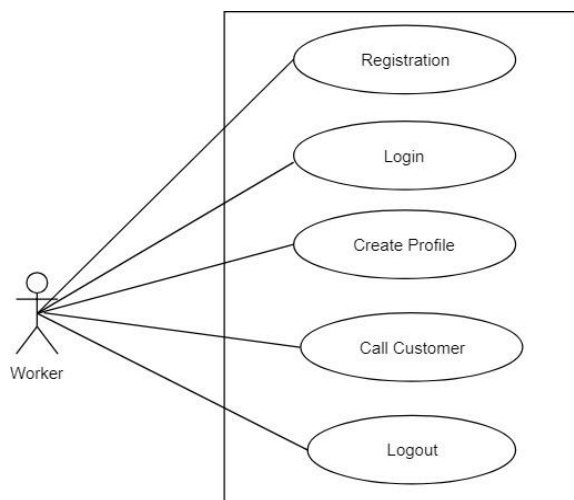 Registration
Login
Create Profile
Call Customer
Worker
Logout